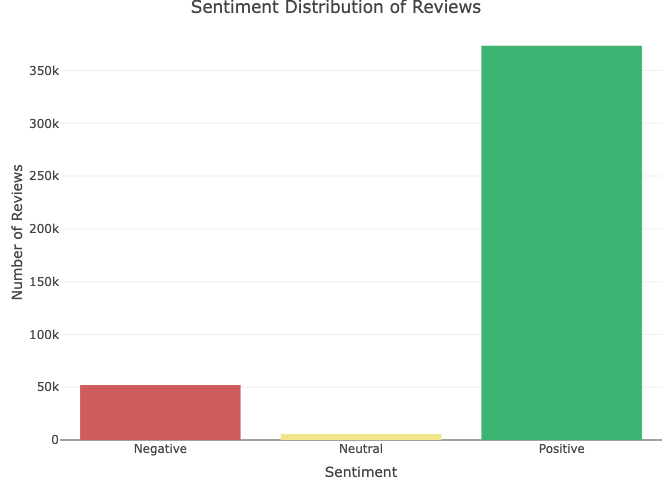 Sentiment Distribution of Reviews
Number of Reviews
350k
300k
250k
200k
150k
100k
50k
0
Negative
Neutral
Positive
Sentiment